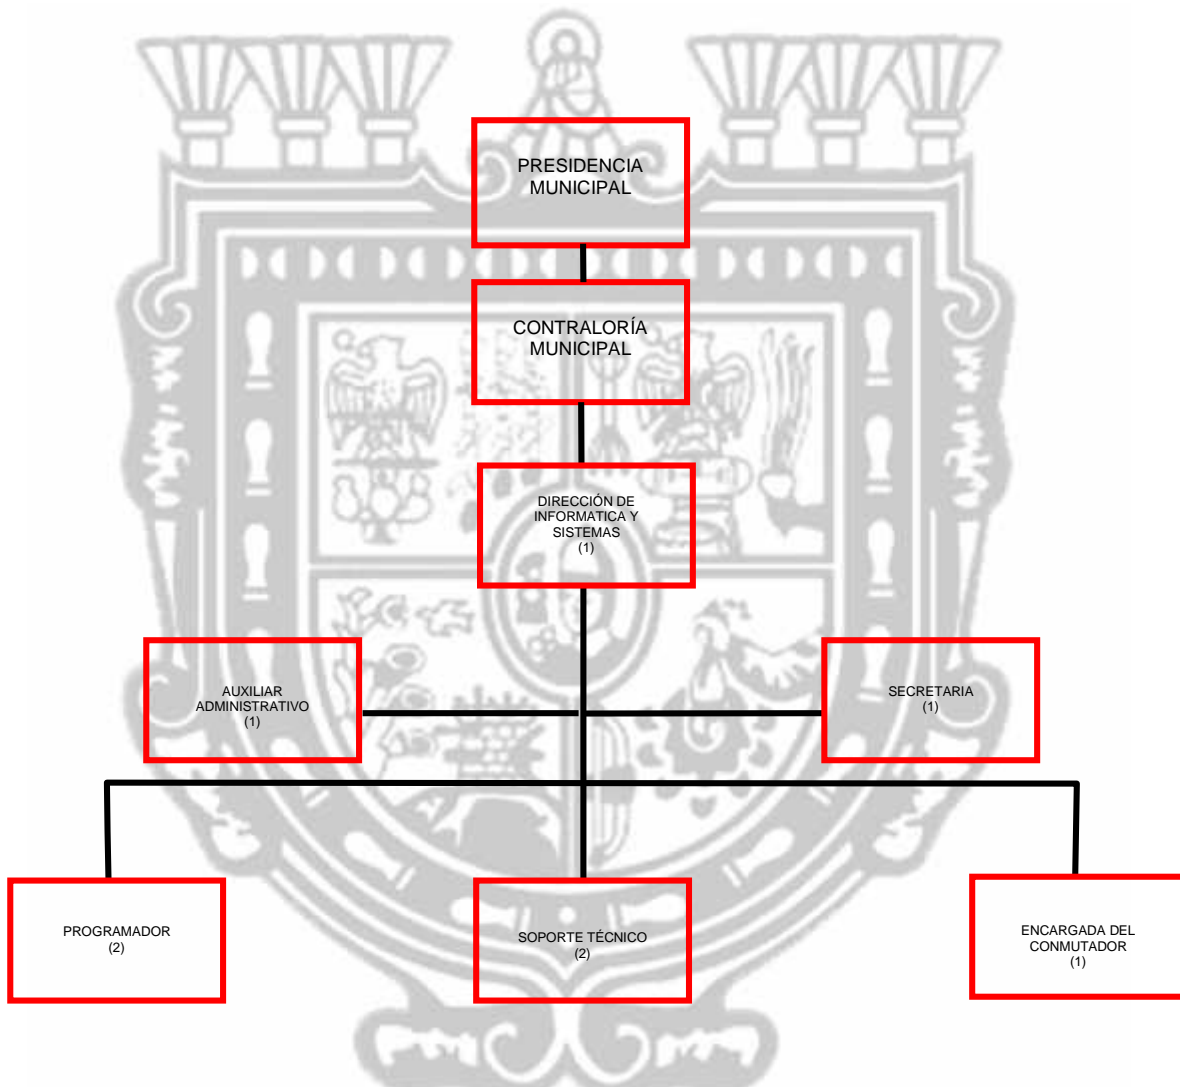 PRESIDENCIA
MUNICIPAL
CONTRALORÍA
MUNICIPAL
DIRECCIÓN DE
INFORMATICA Y
SISTEMAS
(1)
AUXILIAR
ADMINISTRATIVO
(1)
SECRETARIA
(1)
PROGRAMADOR
(2)
SOPORTE TÉCNICO
(2)
ENCARGADA DEL
CONMUTADOR
(1)